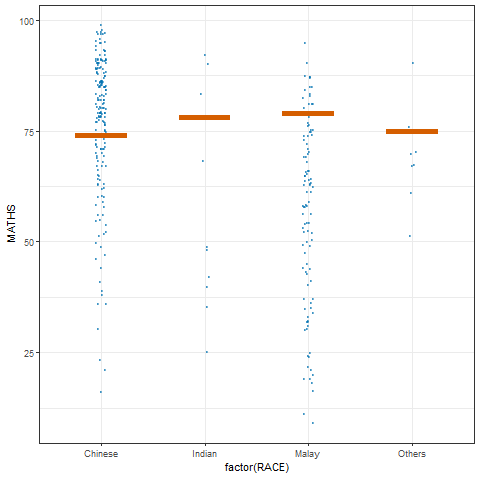 100
75
50
25
MATHS
Chinese
Indian
Malay
Others
factor(RACE)